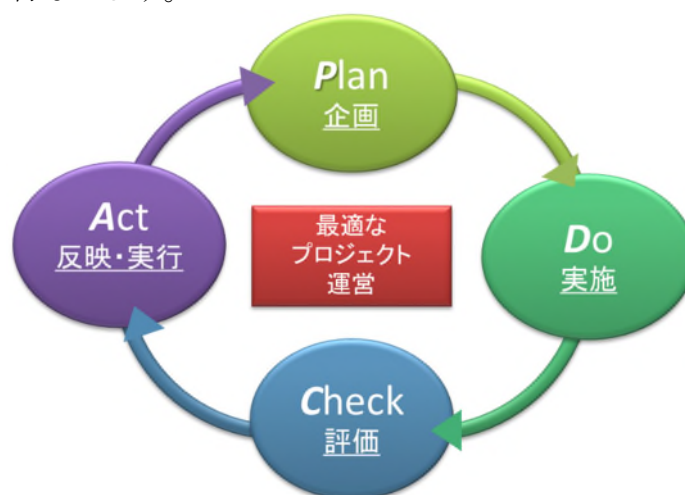 Plan
企画
Act
反映・実行
最適な
プロジェクト
運営
Do
実施
Check
評価